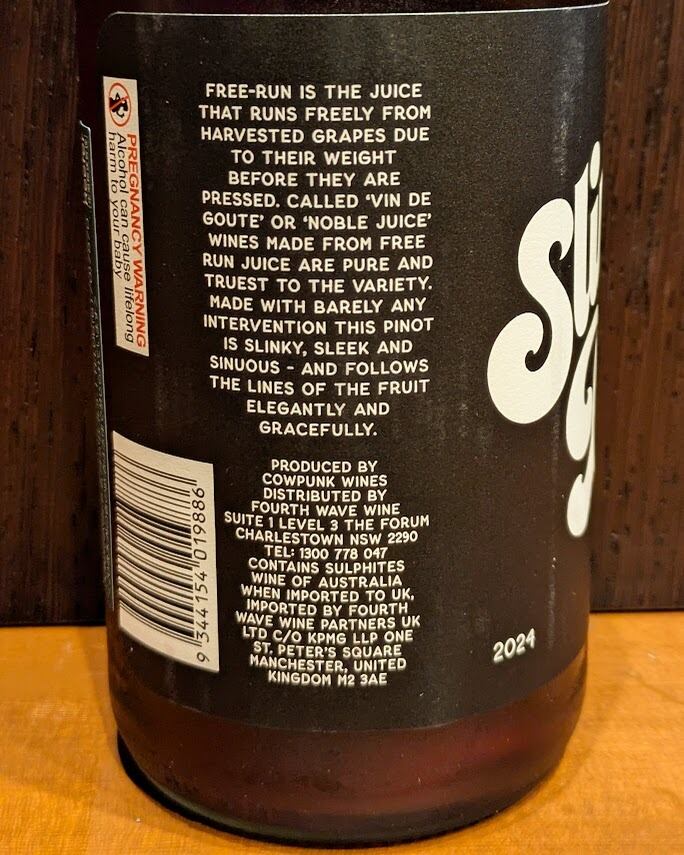 FREE-RUN IS THE JUICE
THAT RUNS FREELY FROM
HARVESTED GRAPES DUE
TO THEIR WEIGHT
BEFORE THEY ARE
PRESSED. CALLED 'VIN DE
GOUTE' OR 'NOBLE JUICE'
WINES MADE FROM FREE
RUN JUICE ARE PURE AND
TRUEST TO THE VARIETY.
MADE WITH BARELY ANY
INTERVENTION THIS PINOT
IS SLINKY, SLEEK AND
SINUOUS - AND FOLLOWS
THE LINES OF THE FRUIT
ELEGANTLY AND
GRACEFULLY.
PRODUCED BY
COWPUNK WINES
DISTRIBUTED BY
FOURTH WAVE WINE
SUITE 1 LEVEL 3 THE FORUM
CHARLESTOWN NSW 2290
TEL: 1300 778 047
CONTAINS SULPHITES
WINE OF AUSTRALIA
WHEN IMPORTED TO UK,
IMPORTED BY FOURTH
WAVE WINE PARTNERS UK
LTD C/O KPMG LLP ONE
ST. PETER'S SQUARE
MANCHESTER, UNITED
KINGDOM M2 3AE
PREGNANCY WARNING
Alcohol can cause lifelong
harm to your baby
9 344154 019886
Sli
2024